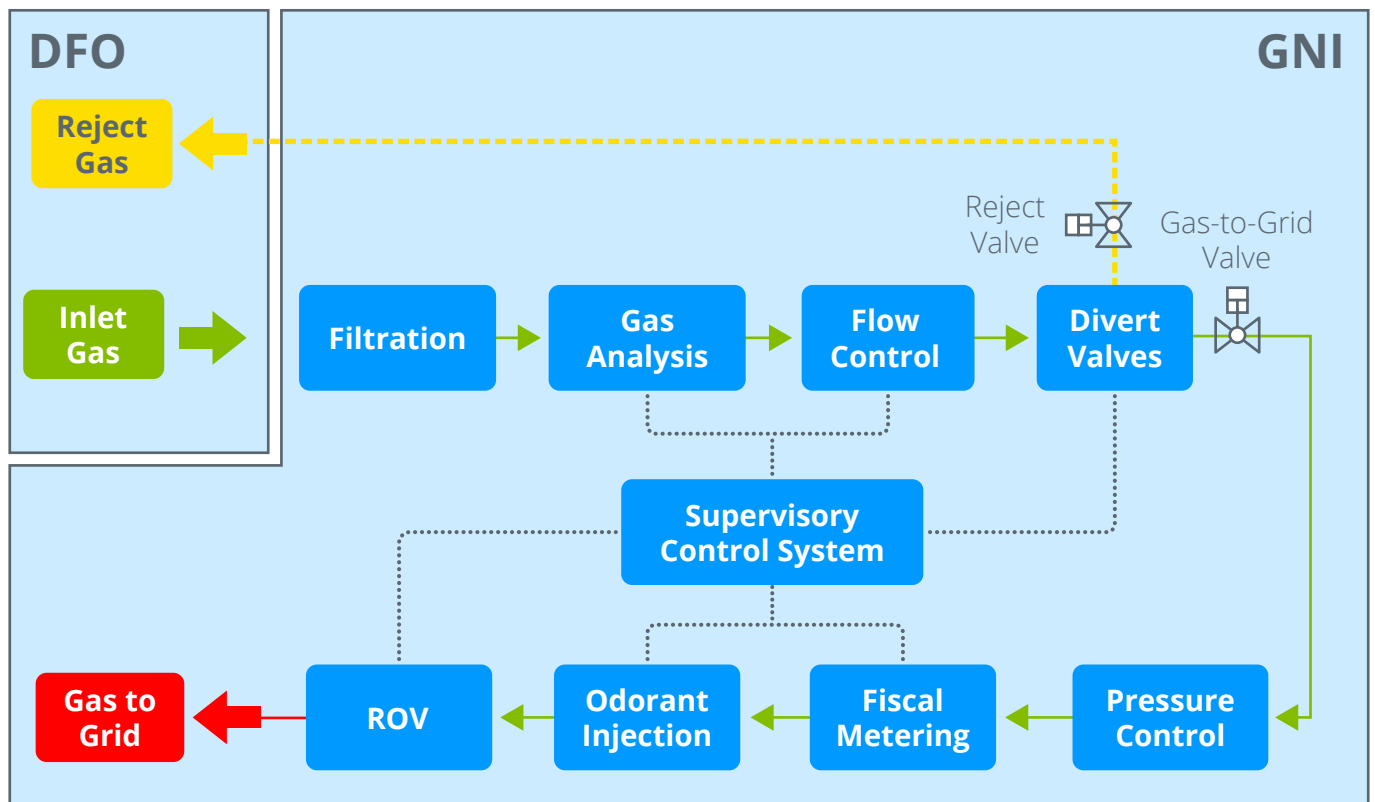 DFO
GNI
Reject
Gas
Reject
Valve
Gas-to-Grid
Valve
Inlet
Gas
Filtration
Gas
Analysis
Flow
Control
Divert
Valves
Supervisory
Control System
Gas to
Grid
ROV
Odorant
Injection
Fiscal
Metering
Pressure
Control